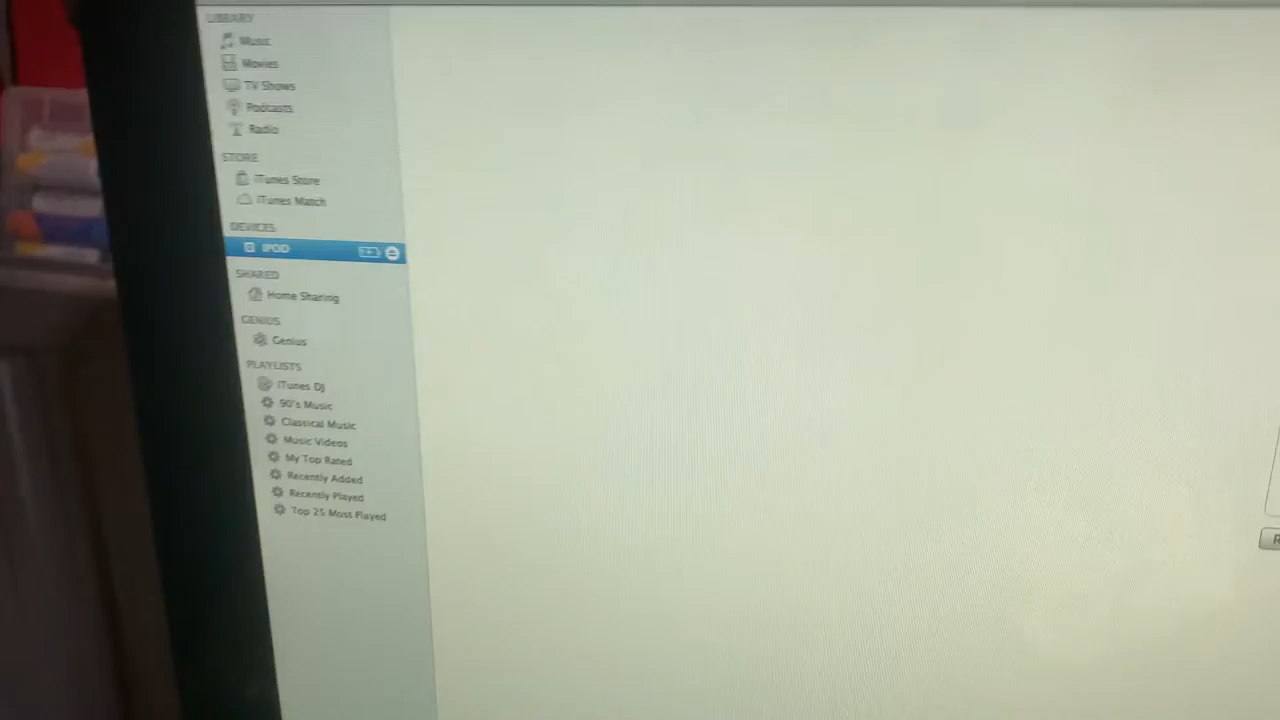 LIBRARY
Music
Movies
TV Shows
Podcasts
Radio
STORE
iTunes Store
iTunes Match
DEVICES
IPOD
SHARED
Home Sharing
GENIUS
Genius
PLAYLISTS
iTunes DJ
90's Music
Classical Music
Music Videos
My Top Rated
Recently Added
Recently Played
Top 25 Most Played